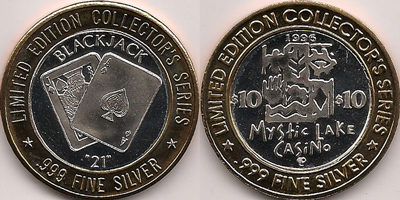 LIMITED EDITION COLLECTOR'S SERIES
BLACKJACK
"21"
.999 FINE SILVER
LIMITED EDITION COLLECTOR'S SERIES
1996
$10 $10
MYSTIC LAKE
CASINO
.999 FINE SILVER